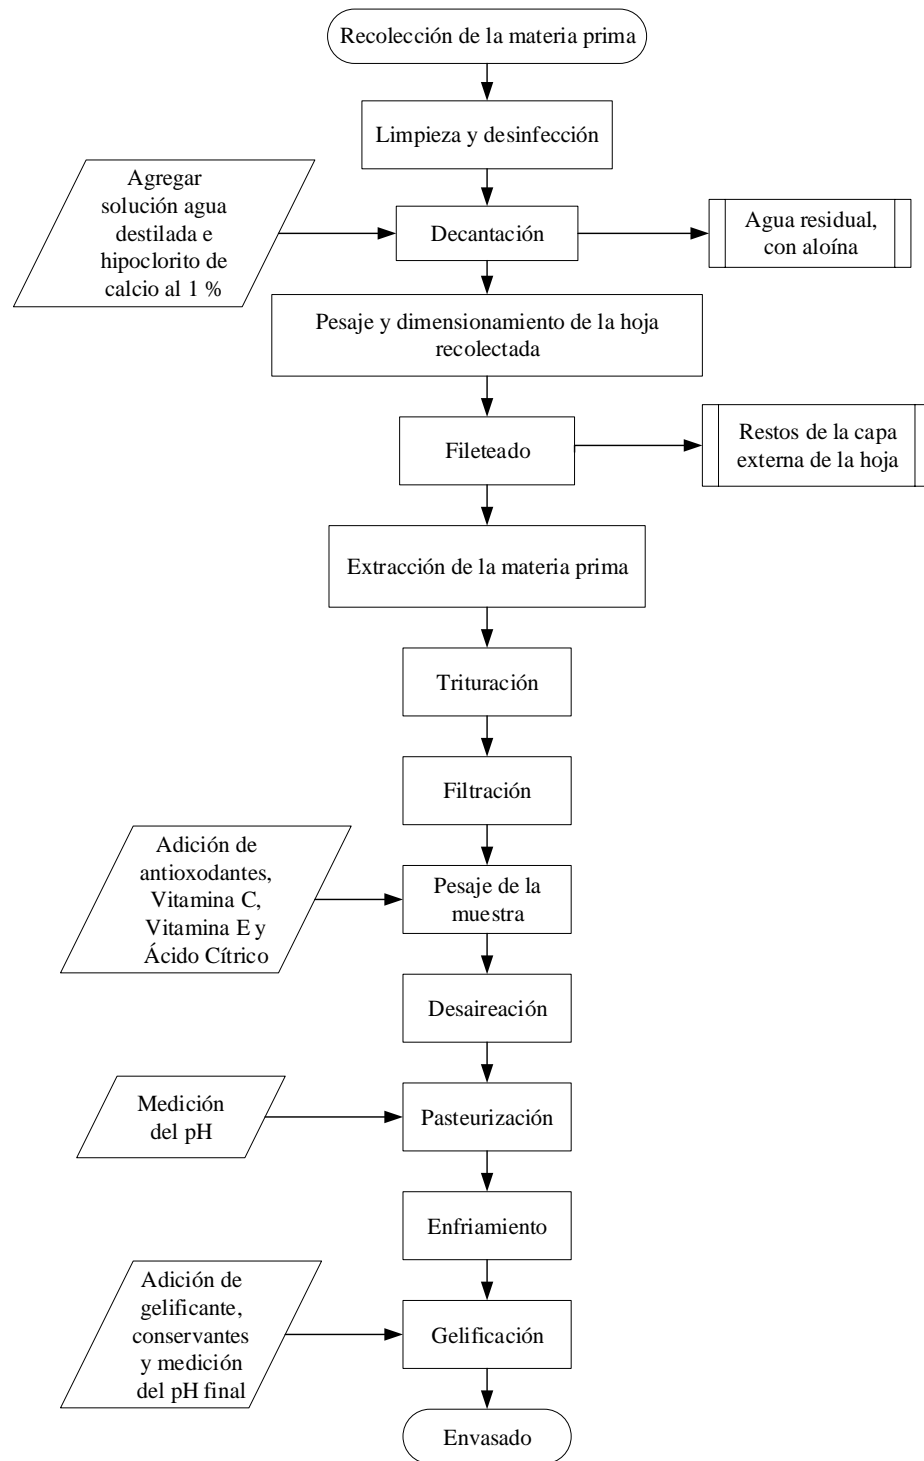 Recolección de la materia prima
Limpieza y desinfección
Agregar
solución agua
destilada e
hipoclorito de
calcio al 1 %
Decantación
Agua residual,
con aloína
Pesaje y dimensionamiento de la hoja
recolectada
Fileteado
Restos de la capa
externa de la hoja
Extracción de la materia prima
Trituración
Filtración
Adición de
antioxodantes,
Vitamina C,
Vitamina E y
Ácido Cítrico
Pesaje de la
muestra
Desaireación
Medición
del pH
Pasteurización
Enfriamiento
Adición de
gelificante,
conservantes
y medición
del pH final
Gelificación
Envasado